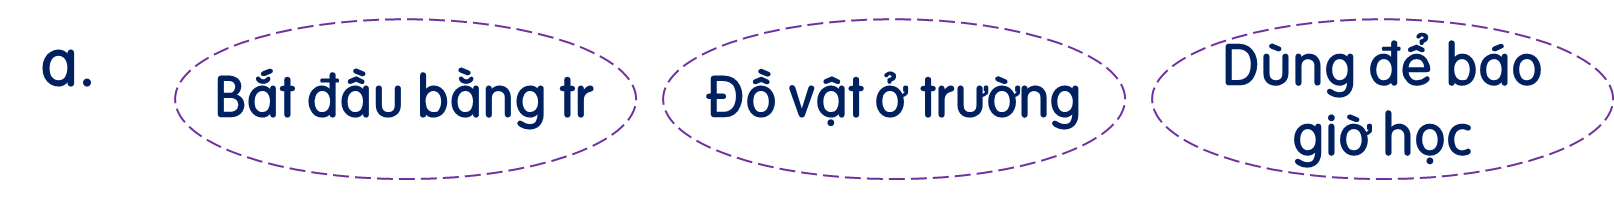 a.
Bắt đầu bằng tr
Đồ vật ở trường
Dùng để báo
giờ học